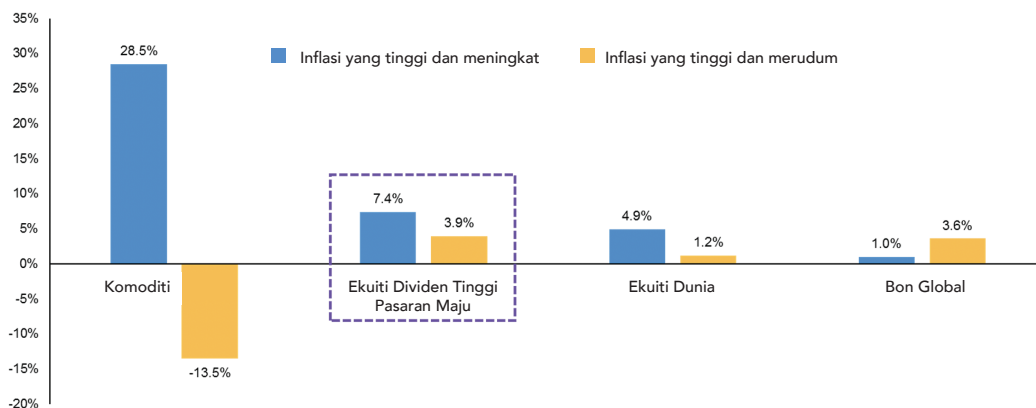 35%
30%
25%
20%
15%
10%
5%
0%
-5%
-10%
-15%
-20%
Inflasi yang tinggi dan meningkat
Inflasi yang tinggi dan merudum
28.5%
-13.5%
7.4%
3.9%
4.9%
1.2%
1.0%
3.6%
Komoditi
Ekuiti Dividen Tinggi
Pasaran Maju
Ekuiti Dunia
Bon Global